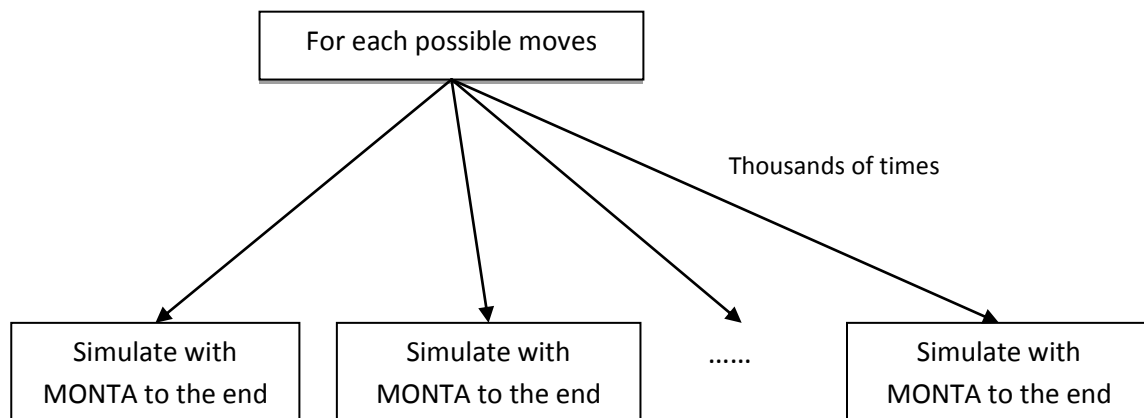 For each possible moves
Thousands of times
Simulate with
MONTA to the end
Simulate with
MONTA to the end
......
Simulate with
MONTA to the end